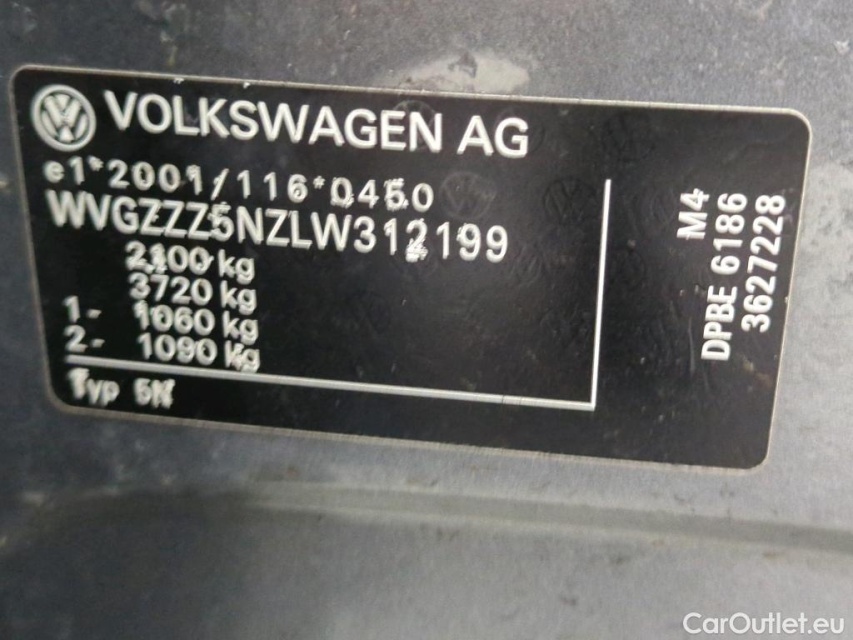 VOLKSWAGEN AG
e1*2001/116*0450
WVGZZZ5NZLW312199
2100 kg
3720 kg
1- 1060 kg
2- 1090 kg
Typ 5N
M4
DPBE 6186
3627228
CarOutlet.eu